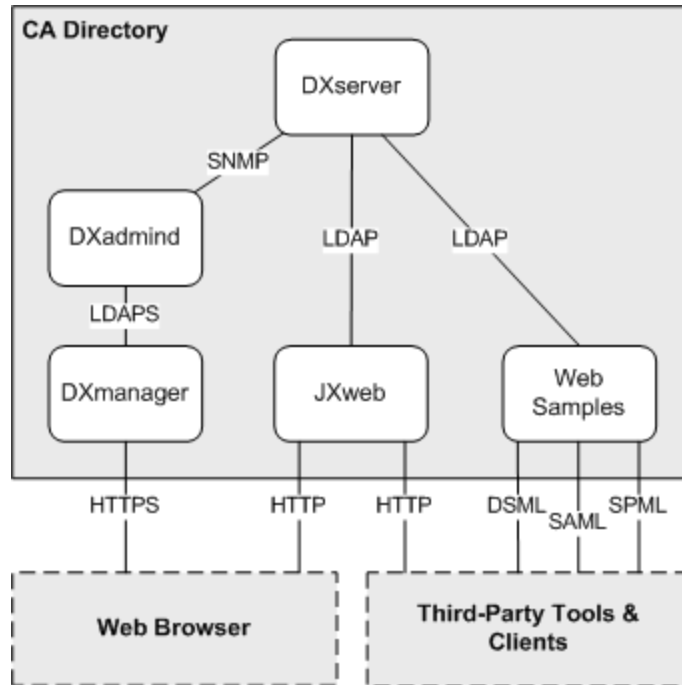 CA Directory
DXserver
SNMP
DXadmind
LDAP
LDAP
LDAPS
DXmanager
JXweb
Web
Samples
HTTPS
HTTP
HTTP
DSML
SAML
SPML
Web Browser
Third-Party Tools &
Clients